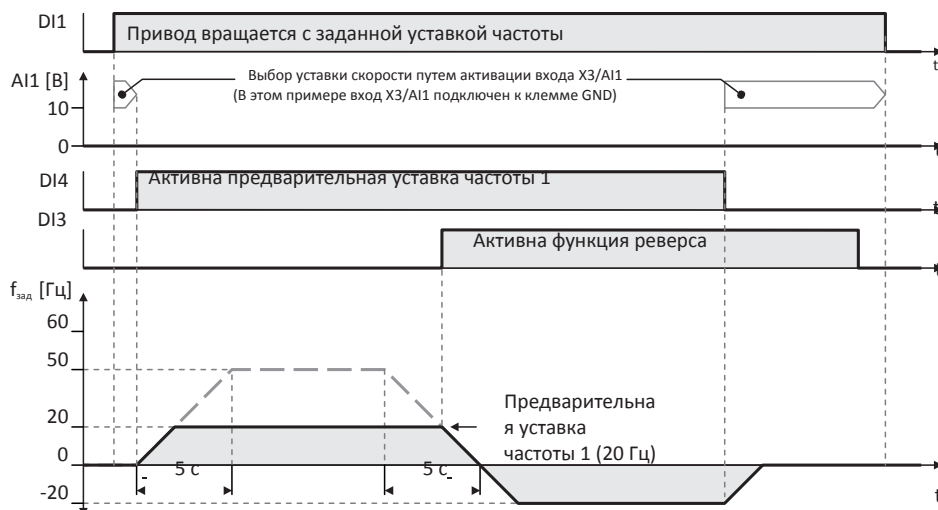 DI1
Привод вращается с заданной уставкой частоты
t
AI1 [В]
Выбор уставки скорости путем активации входа X3/AI1
(В этом примере вход X3/AI1 подключен к клемме GND)
10
0
t
DI4
Активна предварительная уставка частоты 1
t
DI3
Активна функция реверса
t
fзад [Гц]
60
50
20
Предварительна
я уставка
частоты 1 (20 Гц)
0
5 с
5 с
-20
t